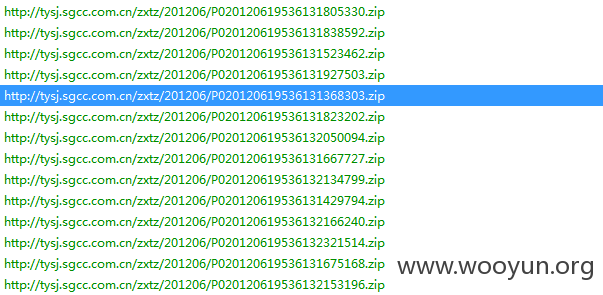 http://tysj.sgcc.com.cn/zxtz/201206/P020120619536131805330.zip
http://tysj.sgcc.com.cn/zxtz/201206/P020120619536131838592.zip
http://tysj.sgcc.com.cn/zxtz/201206/P020120619536131523462.zip
http://tysj.sgcc.com.cn/zxtz/201206/P020120619536131927503.zip
http://tysj.sgcc.com.cn/zxtz/201206/P020120619536131368303.zip
http://tysj.sgcc.com.cn/zxtz/201206/P020120619536131823202.zip
http://tysj.sgcc.com.cn/zxtz/201206/P020120619536132050094.zip
http://tysj.sgcc.com.cn/zxtz/201206/P020120619536131667727.zip
http://tysj.sgcc.com.cn/zxtz/201206/P020120619536132134799.zip
http://tysj.sgcc.com.cn/zxtz/201206/P020120619536131429794.zip
http://tysj.sgcc.com.cn/zxtz/201206/P020120619536132166240.zip
http://tysj.sgcc.com.cn/zxtz/201206/P020120619536132321514.zip
http://tysj.sgcc.com.cn/zxtz/201206/P020120619536131675168.zip
http://tysj.sgcc.com.cn/zxtz/201206/P020120619536132153196.zip
www.wooyun.org